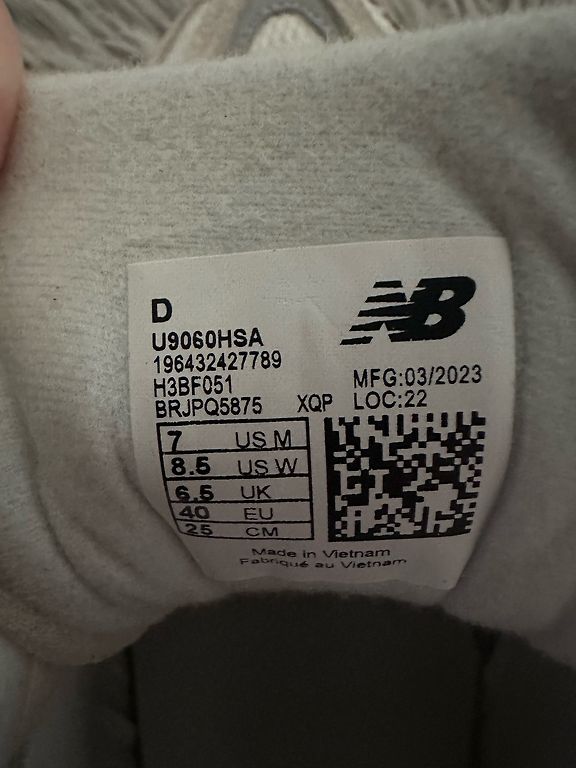 NB
D
U9060HSA
196432427789
H3BF051
BRJPQ5875 XQP
MFG:03/2023
LOC:22
7 US M
8.5 US W
6.5 UK
40 EU
25 CM
Made in Vietnam
Fabriqué au Vietnam